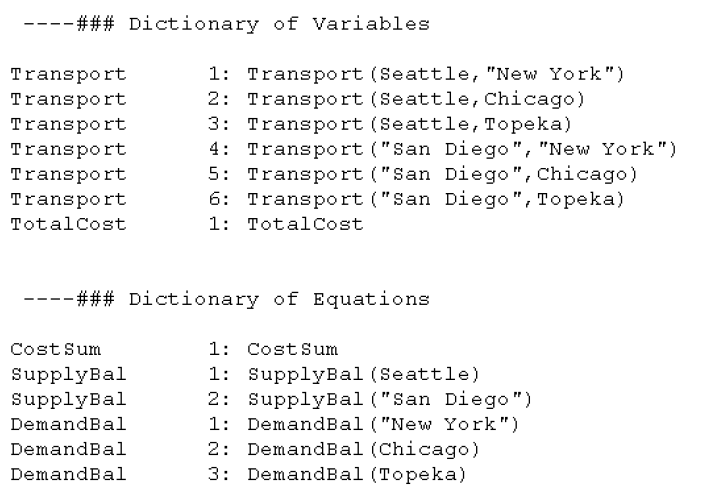 ----### Dictionary of Variables
Transport 1: Transport(Seattle,"New York")
Transport 2: Transport(Seattle,Chicago)
Transport 3: Transport(Seattle,Topeka)
Transport 4: Transport("San Diego","New York")
Transport 5: Transport("San Diego",Chicago)
Transport 6: Transport("San Diego",Topeka)
TotalCost 1: TotalCost
----### Dictionary of Equations
CostSum 1: CostSum
SupplyBal 1: SupplyBal(Seattle)
SupplyBal 2: SupplyBal("San Diego")
DemandBal 1: DemandBal("New York")
DemandBal 2: DemandBal(Chicago)
DemandBal 3: DemandBal(Topeka)